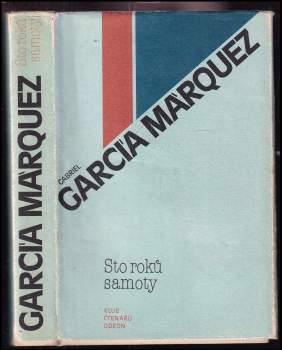 GARCÍA MÁRQUEZ
Sto roků
samoty
GABRIEL
GARCÍA MÁRQUEZ
Sto roků
samoty
KLUB
ČTENÁŘŮ
ODEON